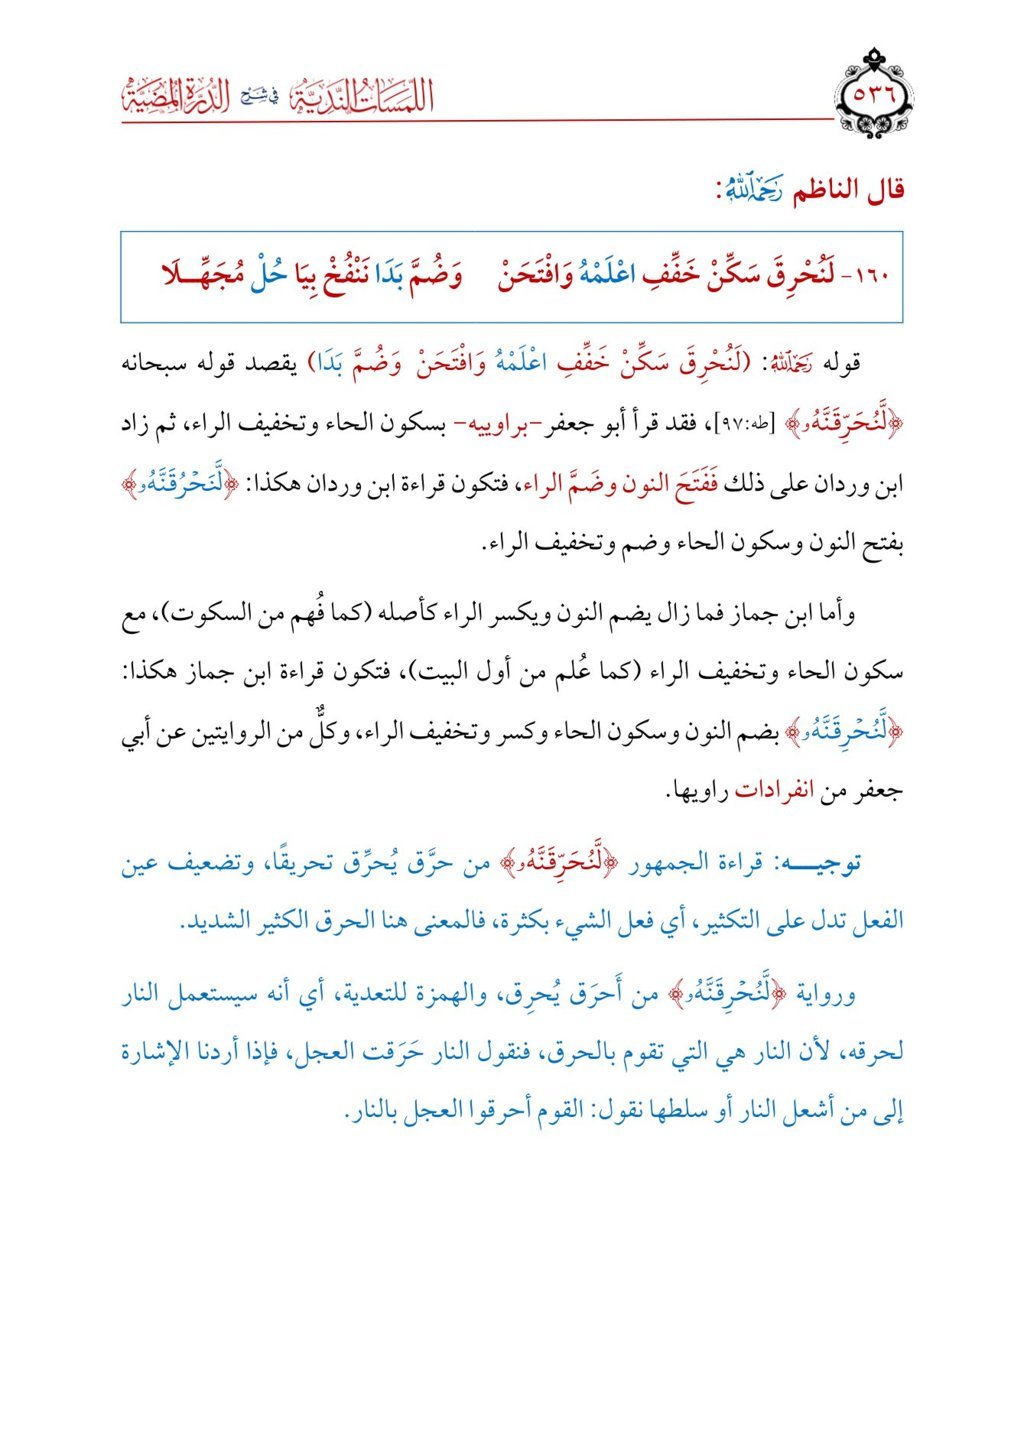 ٥٣٦
اللمسات الندية في شرح الدرة المضية
قال الناظم رَحِمَهُ ٱللَّهُ:
١٦٠- لَنُحْرِقَ سَكِّنْ خَفِّفِ اعْلَمْهُ وَافْتَحَنْ وَضُمَّ بَدَا نَنْفُخْ بِيَا حُلْ مُجَهِّـــلَا
قوله رَحِمَهُ ٱللَّهُ: (لَنُحْرِقَ سَكِّنْ خَفِّفِ اعْلَمْهُ وَافْتَحَنْ وَضُمَّ بَدَا) يقصد قوله سبحانه
﴿لَّنُحَرِّقَنَّهُۥ﴾ [طه:٩٧]، فقد قرأ أبو جعفر-براوييه- بسكون الحاء وتخفيف الراء، ثم زاد
ابن وردان على ذلك فَفَتَحَ النون وضَمَّ الراء، فتكون قراءة ابن وردان هكذا: ﴿لَّنَحْرُقَنَّهُۥ﴾
بفتح النون وسكون الحاء وضم وتخفيف الراء.
وأما ابن جماز فما زال يضم النون ويكسر الراء كأصله (كما فُهم من السكوت)، مع
سكون الحاء وتخفيف الراء (كما عُلم من أول البيت)، فتكون قراءة ابن جماز هكذا:
﴿لَّنُحْرِقَنَّهُۥ﴾ بضم النون وسكون الحاء وكسر وتخفيف الراء، وكلٌّ من الروايتين عن أبي
جعفر من انفرادات راويها.
توجيـــــه: قراءة الجمهور ﴿لَّنُحَرِّقَنَّهُۥ﴾ من حرَّق يُحرِّق تحريقًا، وتضعيف عين
الفعل تدل على التكثير، أي فعل الشيء بكثرة، فالمعنى هنا الحرق الكثير الشديد.
ورواية ﴿لَّنُحْرِقَنَّهُۥ﴾ من أَحرَق يُحرِق، والهمزة للتعدية، أي أنه سيستعمل النار
لحرقه، لأن النار هي التي تقوم بالحرق، فنقول النار حَرَقت العجل، فإذا أردنا الإشارة
إلى من أشعل النار أو سلطها نقول: القوم أحرقوا العجل بالنار.